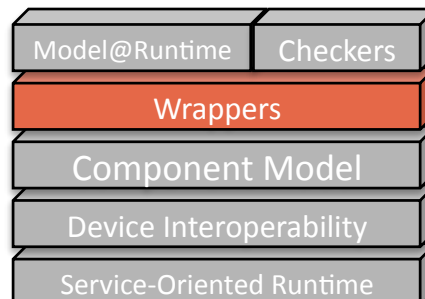 Model@Runtime Checkers
Wrappers
Component Model
Device Interoperability
Service-Oriented Runtime